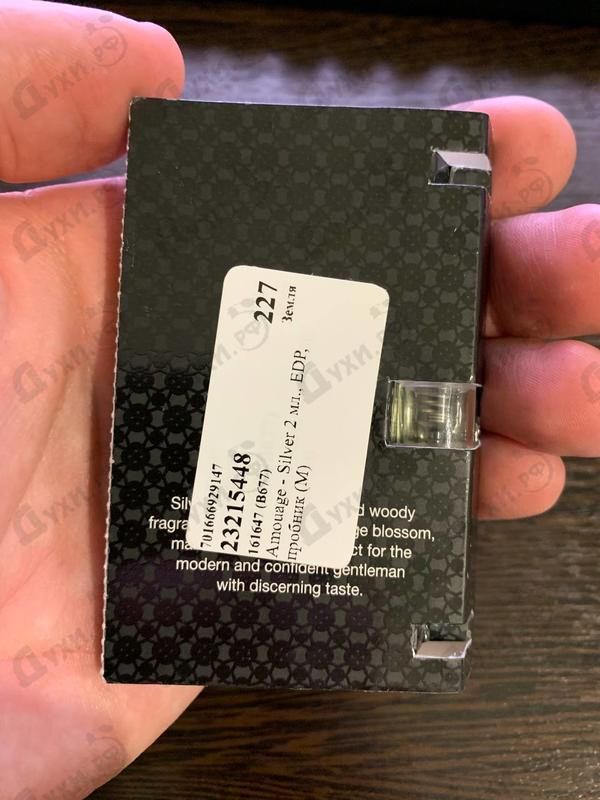 227
Земля
701666929147
23215448
161647 (B677)
Amouage - Silver 2 мл., EDP,
пробник (M)
Sil d woody
fragra ge blossom,
ma ct for the
modern and confident gentleman
with discerning taste.
Духи.РФ